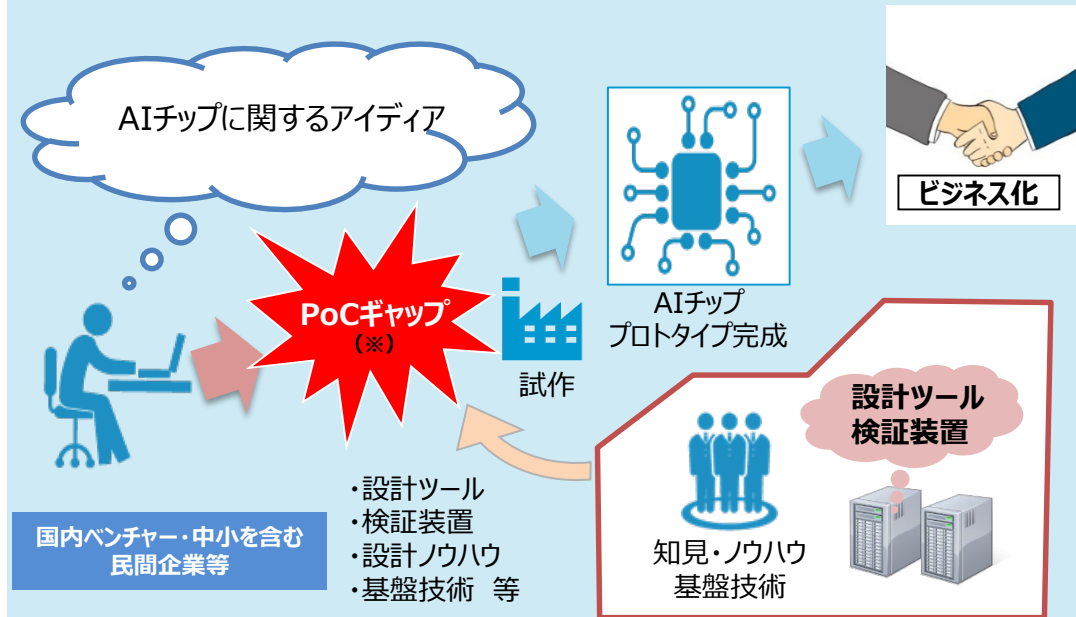 AIチップに関するアイディア
ビジネス化
PoCギャップ
(※)
試作
AIチップ
プロトタイプ完成
設計ツール
検証装置
国内ベンチャー・中小を含む
民間企業等
・設計ツール
・検証装置
・設計ノウハウ
・基盤技術 等
知見・ノウハウ
基盤技術